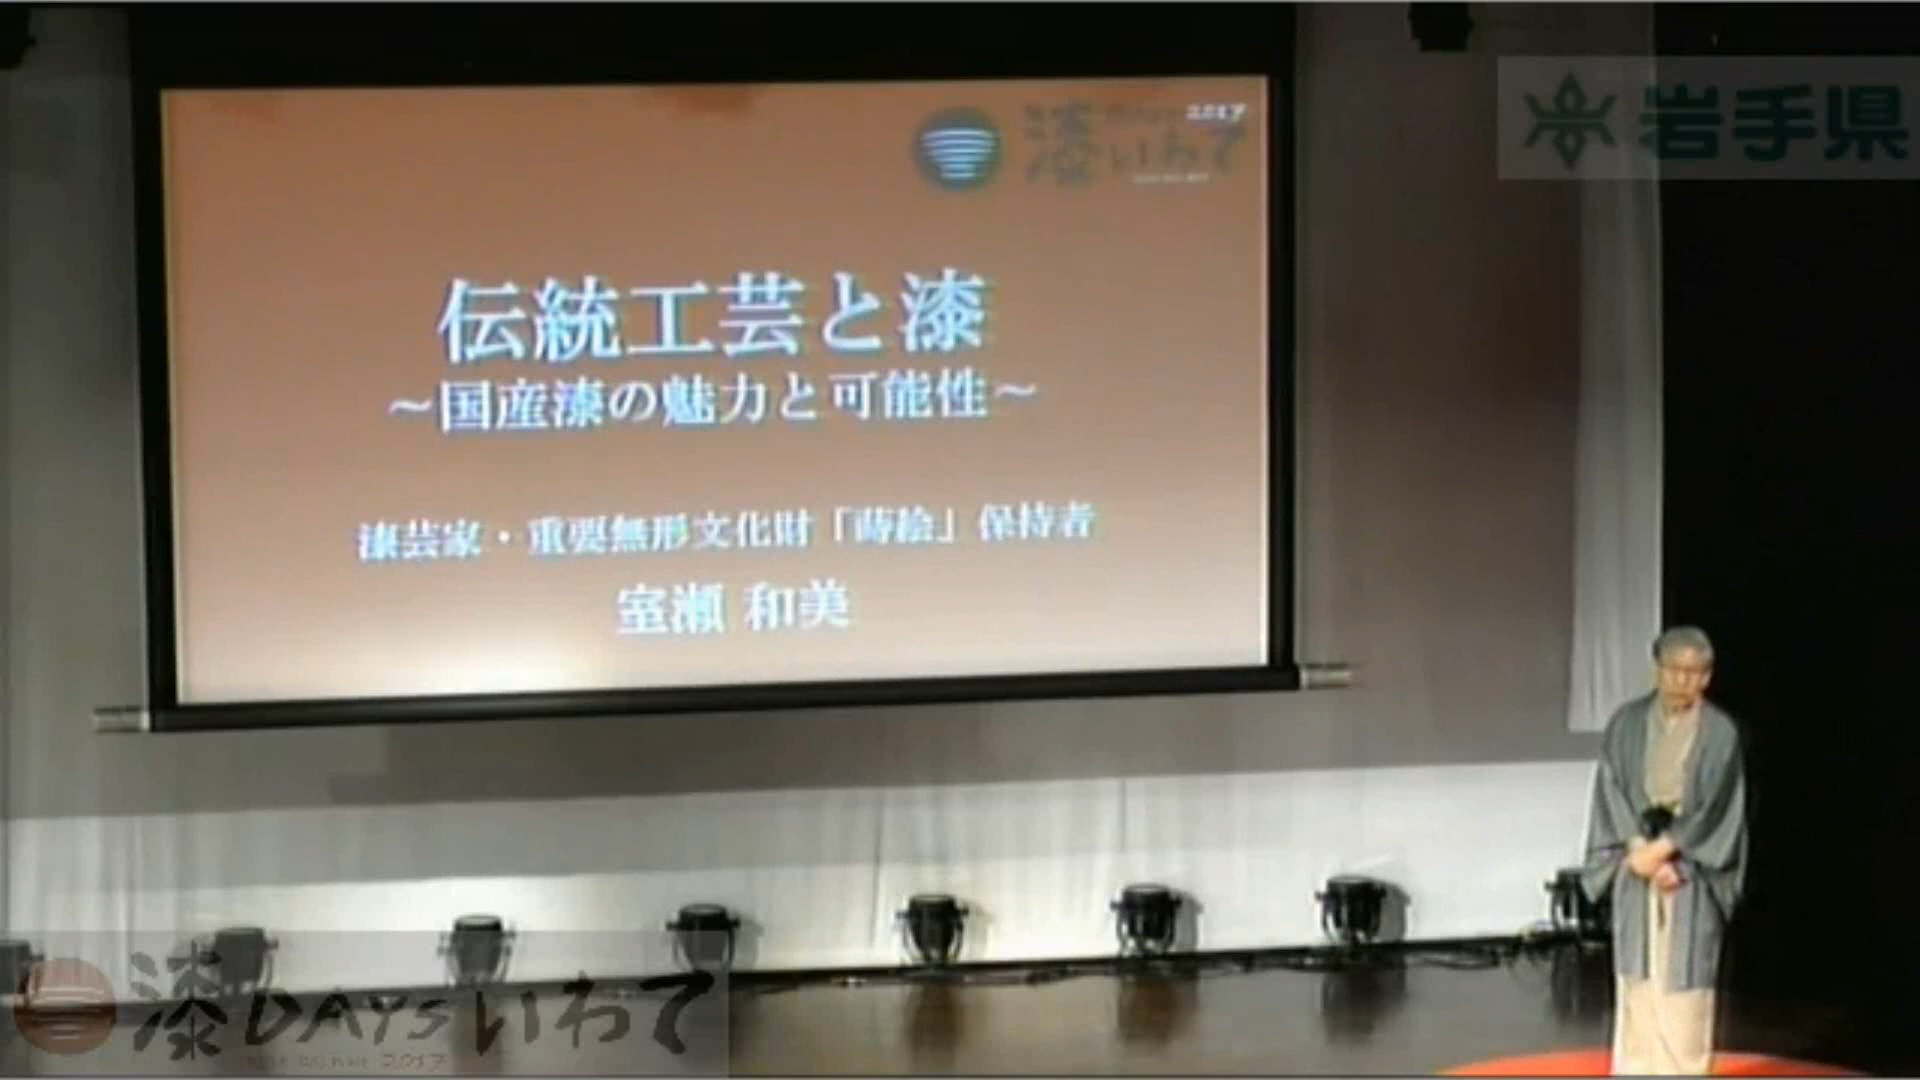 漆 いわて
2017
岩手県
伝統工芸と漆
～国産漆の魅力と可能性～
漆芸家・重要無形文化財「蒔絵」保持者
室瀬 和美
漆DAYSいわて
2017